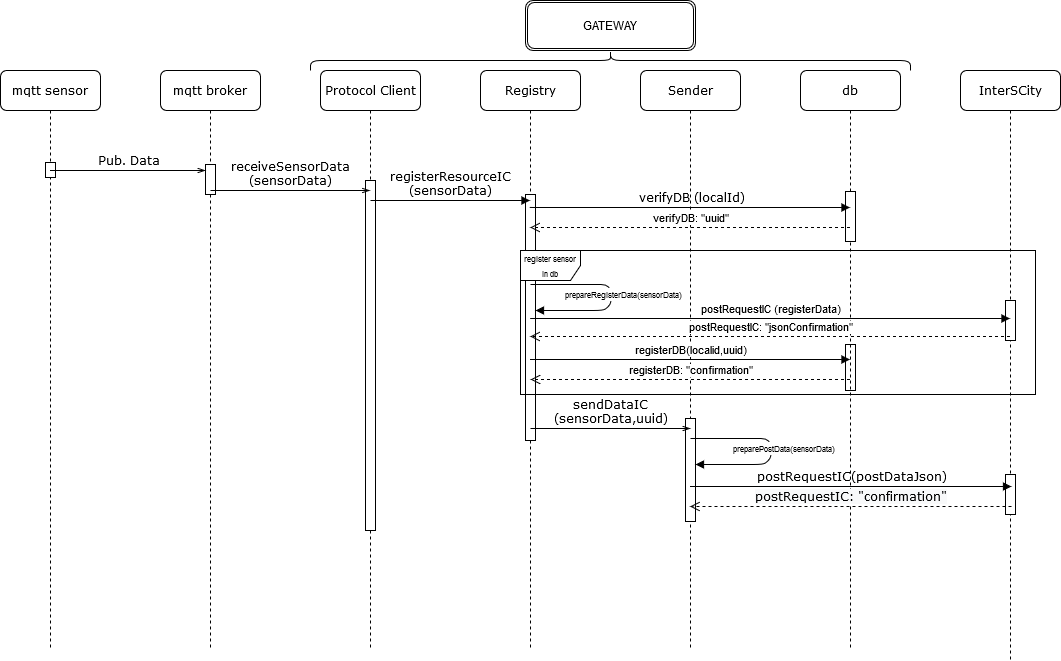 GATEWAY
mqtt sensor
mqtt broker
Protocol Client
Registry
Sender
db
InterSCity
Pub. Data
receiveSensorData
(sensorData)
registerResourceIC
(sensorData)
verifyDB (localId)
verifyDB: "uuid"
register sensor
in db
prepareRegisterData(sensorData)
postRequestIC (registerData)
postRequestIC: "jsonConfirmation"
registerDB(localid,uuid)
registerDB: "confirmation"
sendDataIC
(sensorData,uuid)
preparePostData(sensorData)
postRequestIC(postDataJson)
postRequestIC: "confirmation"